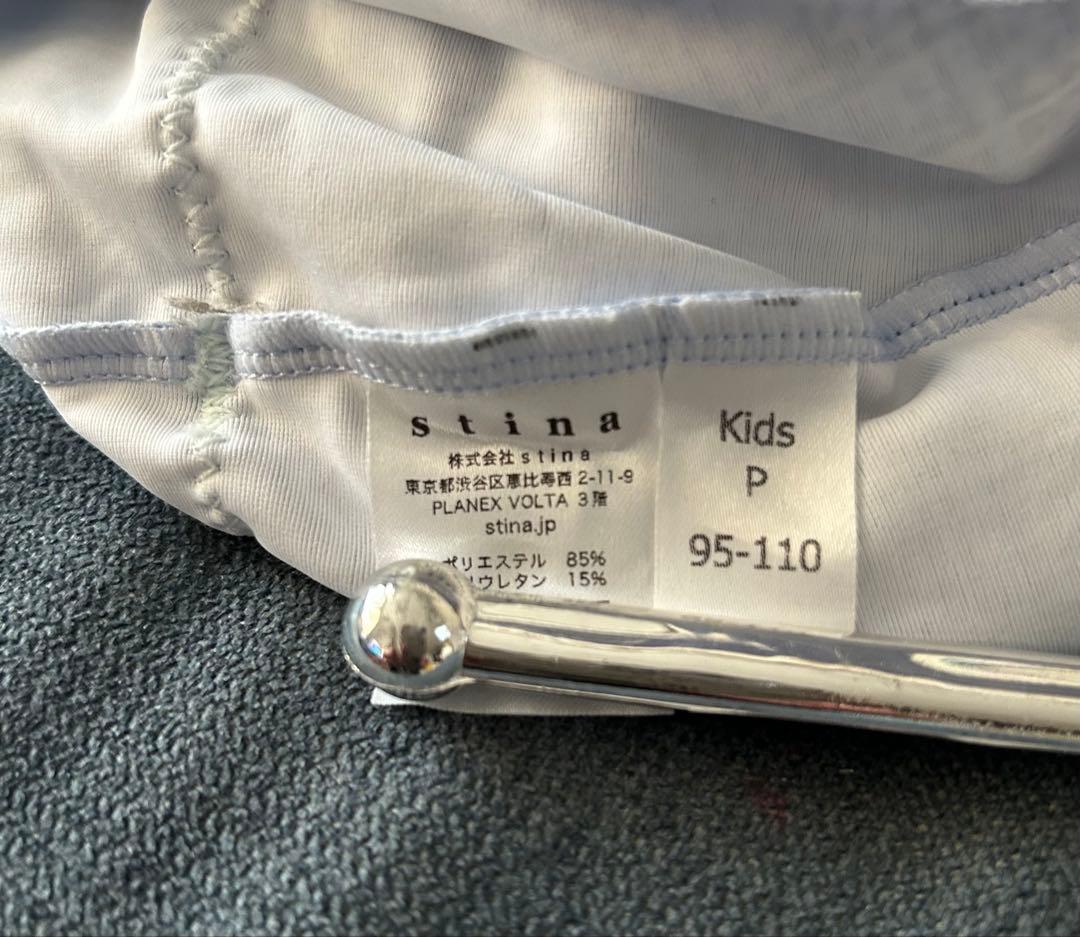 stina
株式会社stina
東京都渋谷区恵比寿西 2-11-9
PLANEX VOLTA 3階
stina.jp
ポリエステル 85%
ウレタン 15%
Kids
P
95-110